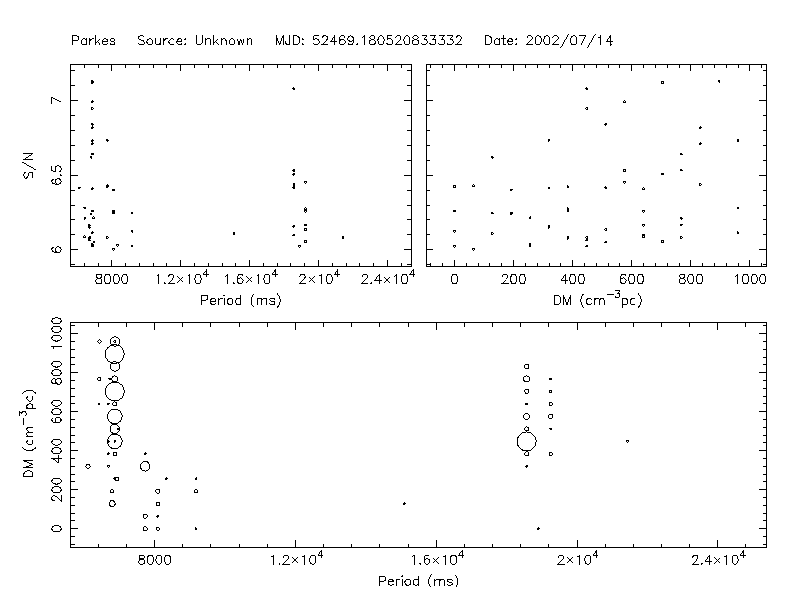 Parkes Source: Unknown MJD: 52469.180520833332 Date: 2002/07/14
S/N
7
6.5
6
8000 1.2×10⁴ 1.6×10⁴ 2×10⁴ 2.4×10⁴
Period (ms)
0 200 400 600 800 1000
DM (cm⁻³pc)
DM (cm⁻³pc)
1000
800
600
400
200
0
8000 1.2×10⁴ 1.6×10⁴ 2×10⁴ 2.4×10⁴
Period (ms)